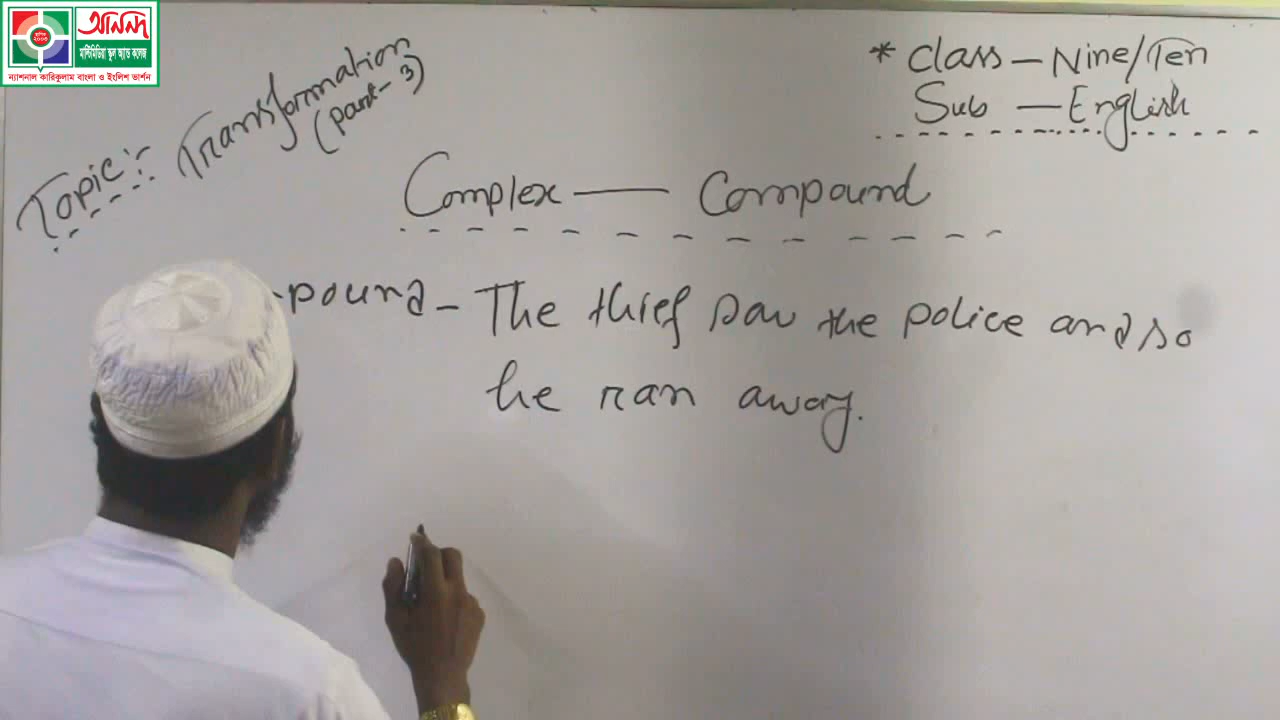 আনন্দ
মাল্টিমিডিয়া স্কুল অ্যান্ড কলেজ
ন্যাশনাল কারিকুলাম বাংলা ও ইংলিশ ভার্শন
Topic: Transformation
(part-3)
* Class — Nine/Ten
Sub — English
Complex — Compound
pound - The thief saw the police and so
he ran away.